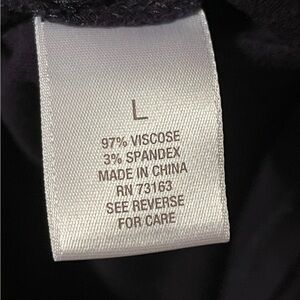 L
97% VISCOSE
3% SPANDEX
MADE IN CHINA
RN 73163
SEE REVERSE
FOR CARE